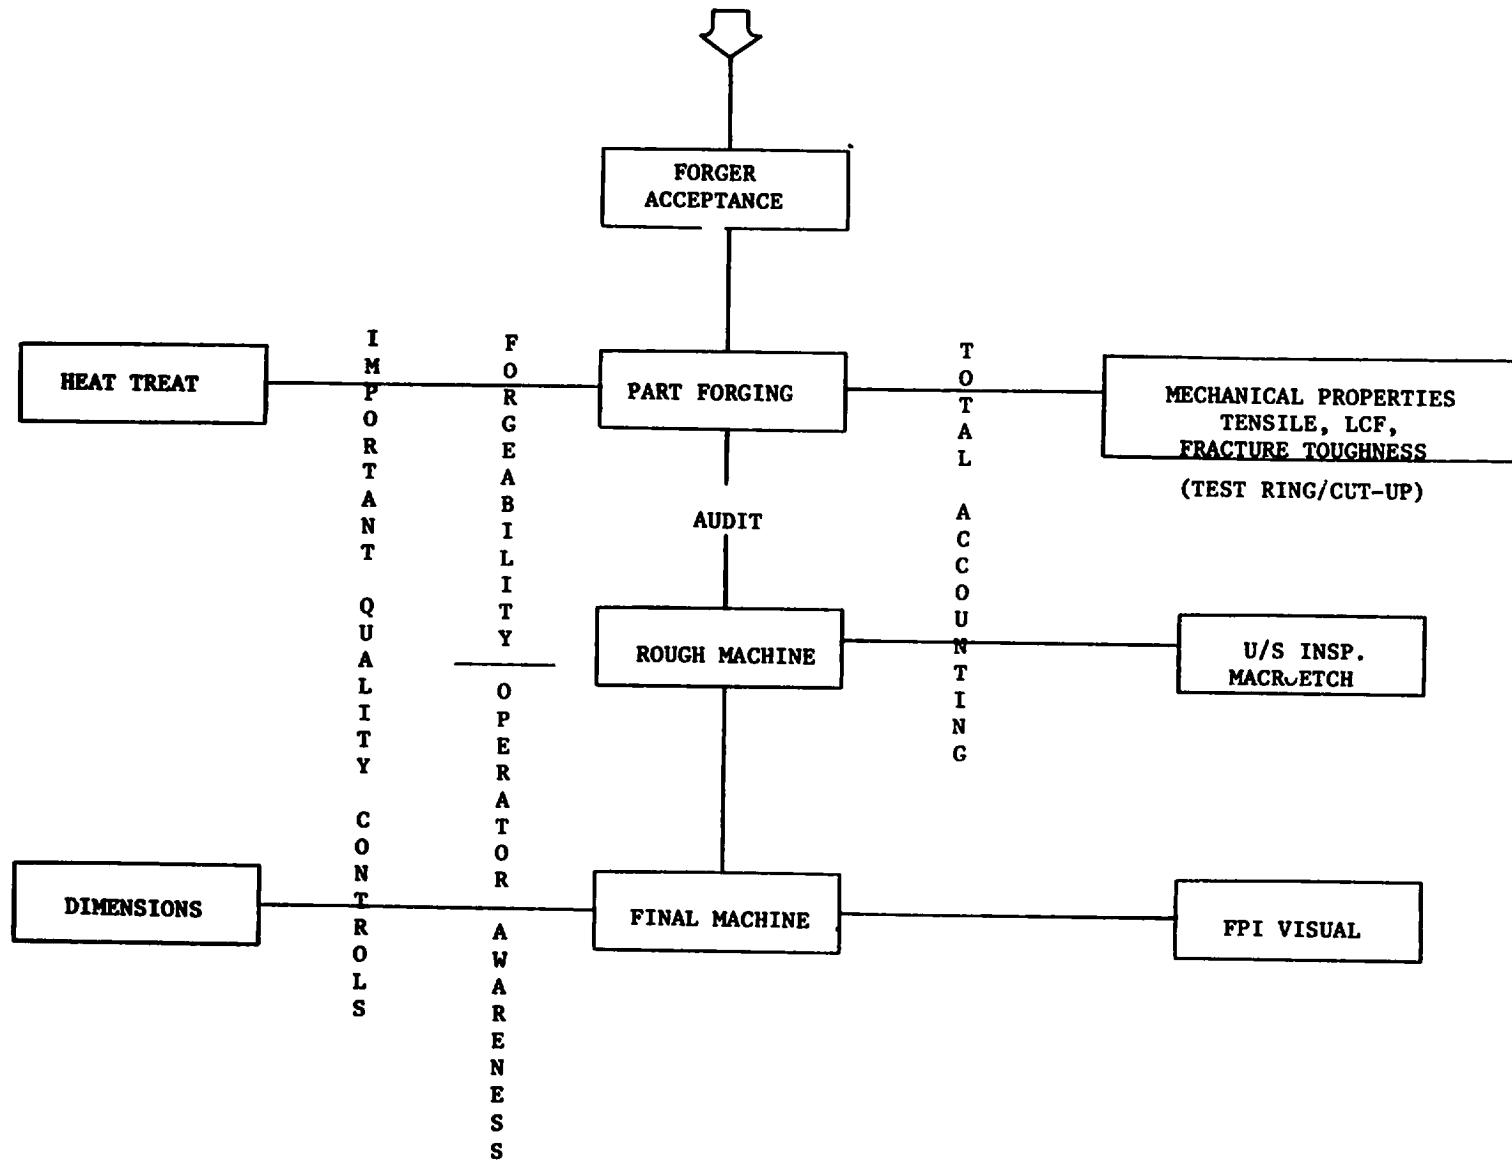 FORGER
ACCEPTANCE
HEAT TREAT
IMPORTANT QUALITY CONTROLS
FORGEABILITY
OPERATOR AWARENESS
PART FORGING
TOTAL ACCOUNTING
MECHANICAL PROPERTIES
TENSILE, LCF,
FRACTURE TOUGHNESS
(TEST RING/CUT-UP)
AUDIT
ROUGH MACHINE
U/S INSP.
MACROETCH
DIMENSIONS
FINAL MACHINE
FPI VISUAL